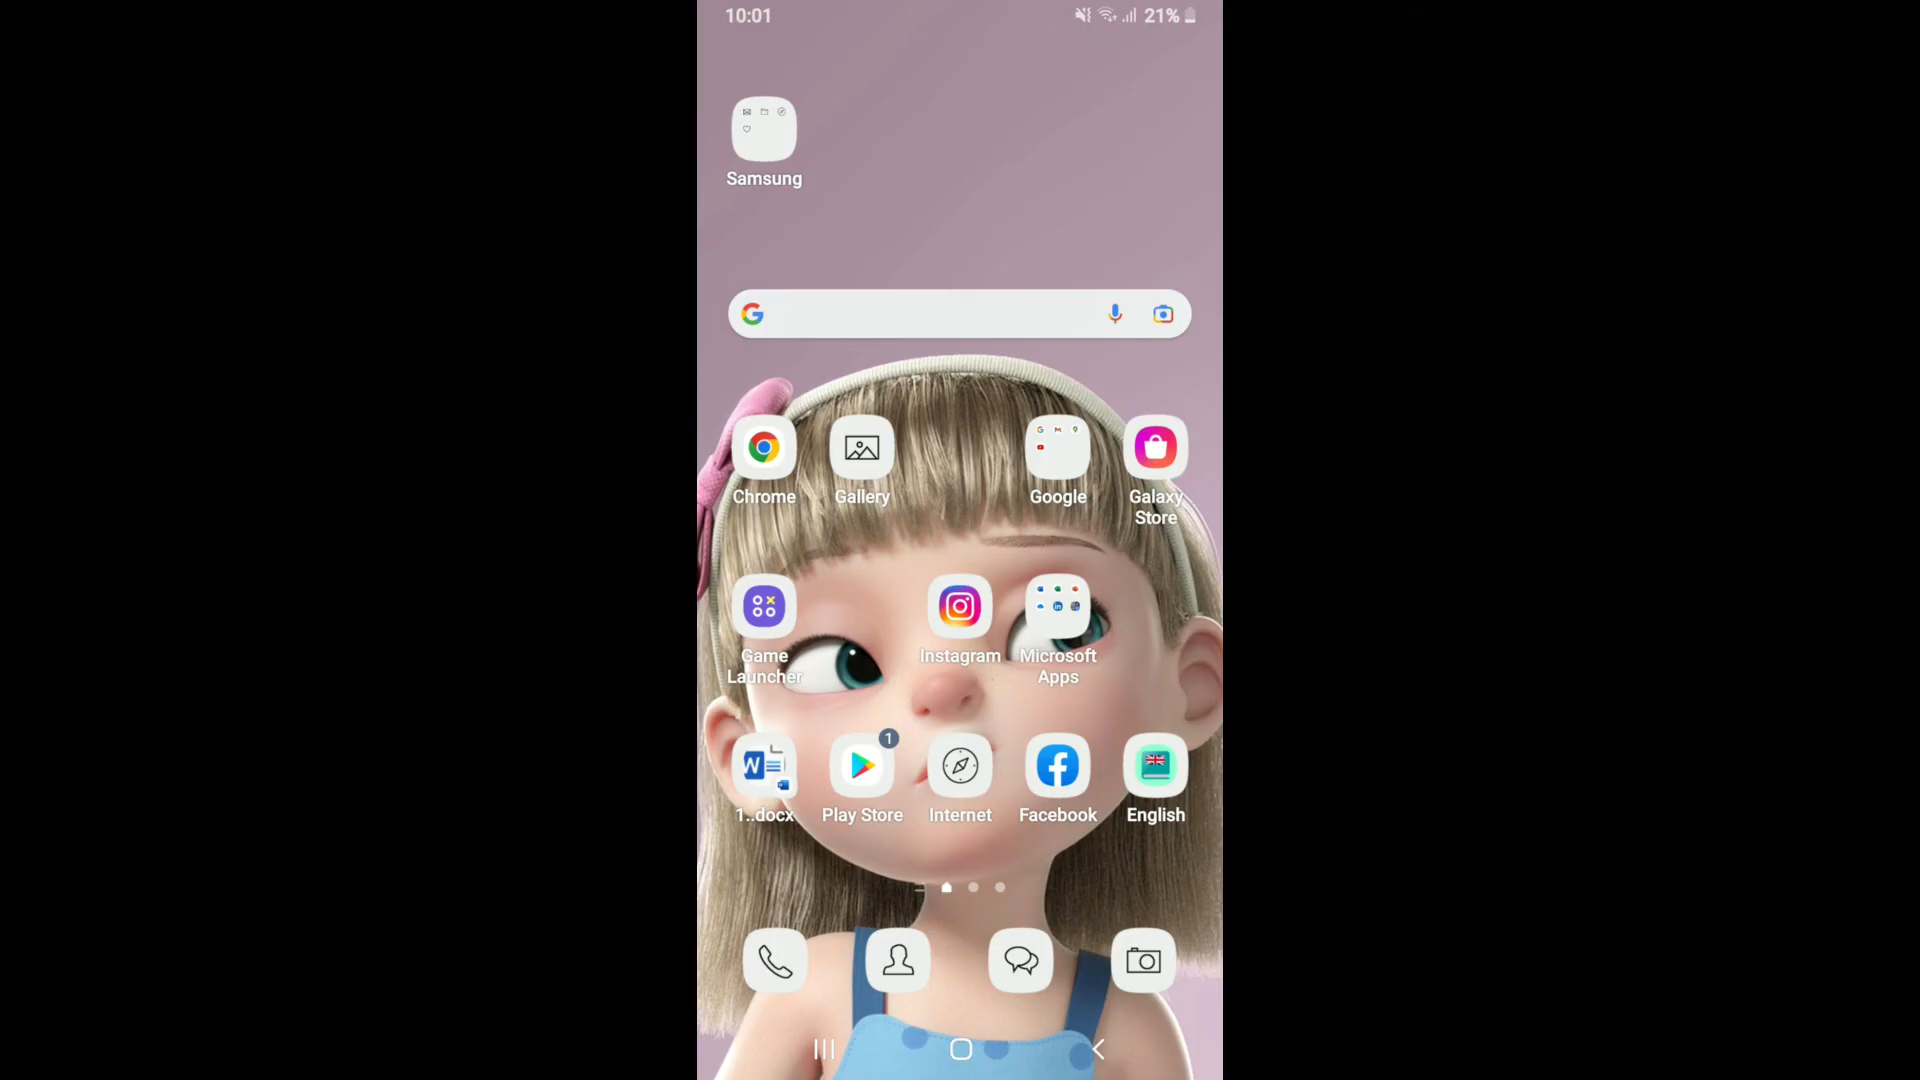 10:01
21%
Samsung
Chrome
Gallery
Google
Galaxy
Store
Game
Launcher
Instagram
Microsoft
Apps
1
1..docx
Play Store
Internet
Facebook
English